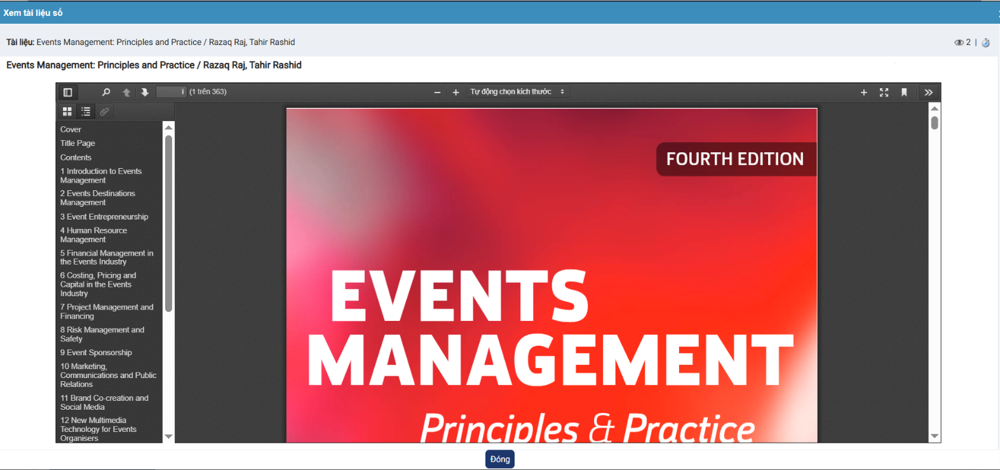 Xem tài liệu số
Tài liệu: Events Management: Principles and Practice / Razaq Raj, Tahir Rashid
2 |
Events Management: Principles and Practice / Razaq Raj, Tahir Rashid
i (1 trên 363)
Tự động chọn kích thước
Cover
Title Page
Contents
1 Introduction to Events
Management
2 Events Destinations
Management
3 Event Entrepreneurship
4 Human Resource
Management
5 Financial Management in
the Events Industry
6 Costing, Pricing and
Capital in the Events
Industry
7 Project Management and
Financing
8 Risk Management and
Safety
9 Event Sponsorship
10 Marketing,
Communications and Public
Relations
11 Brand Co-creation and
Social Media
12 New Multimedia
Technology for Events
Organisers
FOURTH EDITION
EVENTS
MANAGEMENT
Principles & Practice
Đóng